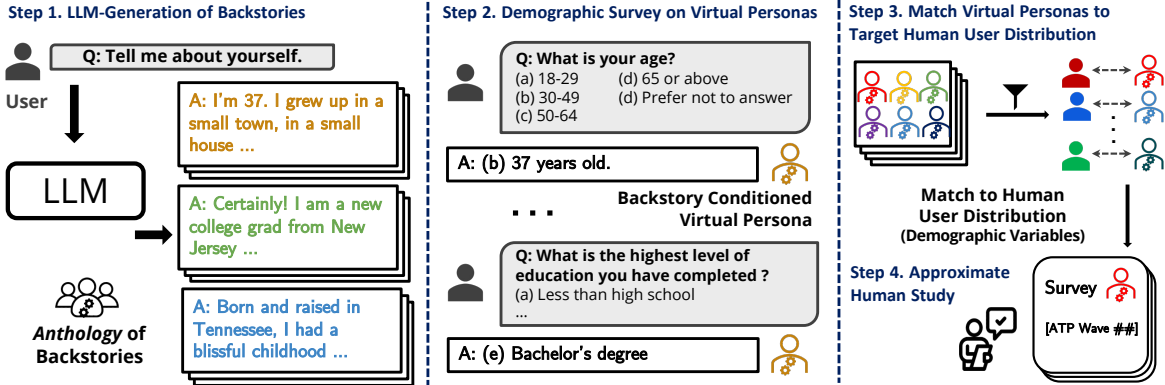 Step 1. LLM-Generation of Backstories
Q: Tell me about yourself.
User
LLM
A: I'm 37. I grew up in a
small town, in a small
house ...
A: Certainly! I am a new
college grad from New
Jersey ...
A: Born and raised in
Tennessee, I had a
blissful childhood ...
Anthology of
Backstories
Step 2. Demographic Survey on Virtual Personas
Q: What is your age?
(a) 18-29 (d) 65 or above
(b) 30-49 (d) Prefer not to answer
(c) 50-64
A: (b) 37 years old.
...
Backstory Conditioned
Virtual Persona
Q: What is the highest level of
education you have completed ?
(a) Less than high school
...
A: (e) Bachelor's degree
Step 3. Match Virtual Personas to
Target Human User Distribution
Match to Human
User Distribution
(Demographic Variables)
Step 4. Approximate
Human Study
Survey
[ATP Wave ##]